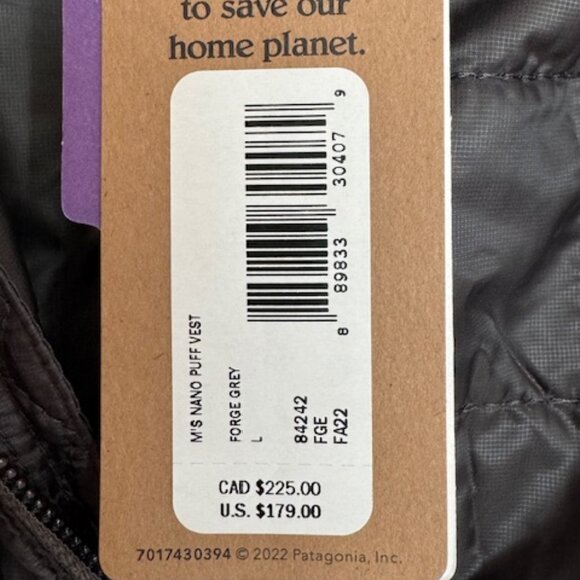 to save our
home planet.
M'S NANO PUFF VEST
FORGE GREY
L
84242
FGE
FA22
8 89833 30407 9
CAD $225.00
U.S. $179.00
7017430394 © 2022 Patagonia, Inc.